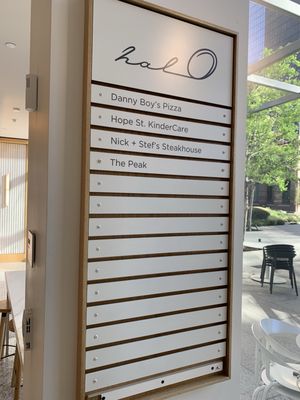 halo
Danny Boy's Pizza
Hope St. KinderCare
Nick + Stef's Steakhouse
The Peak